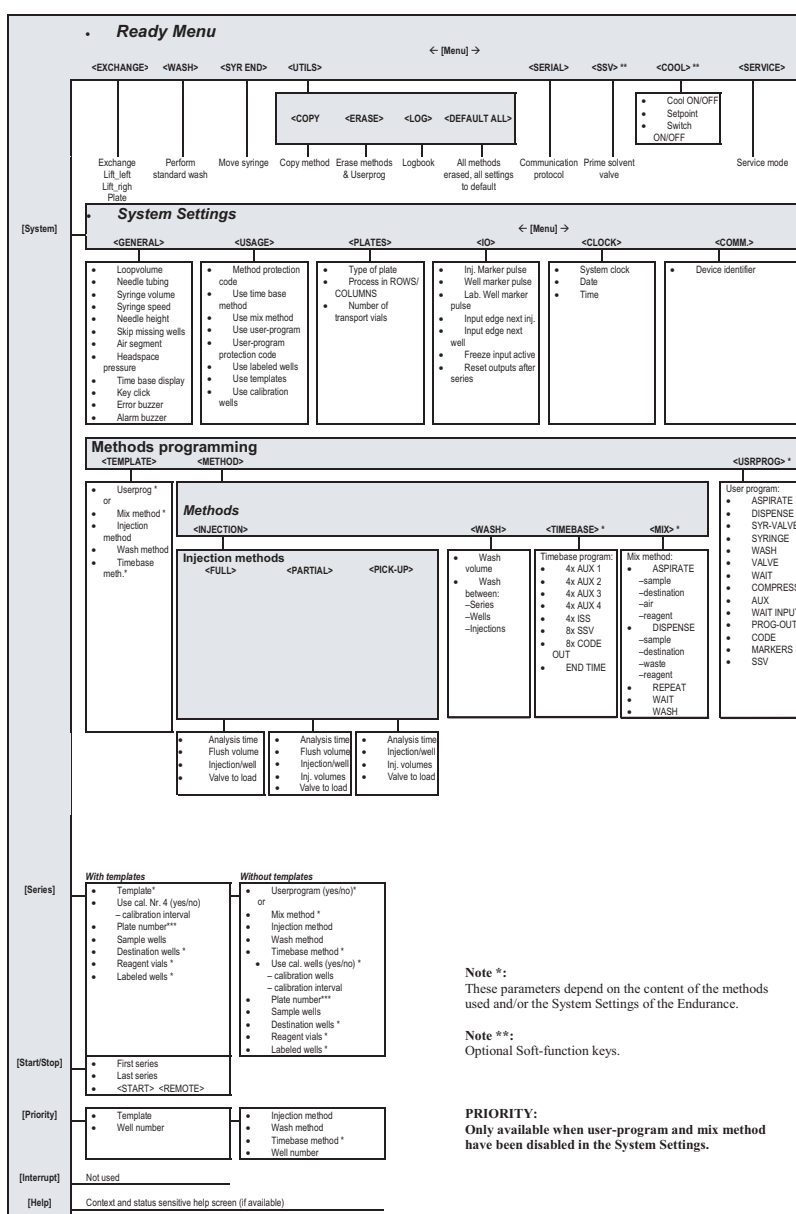 • Ready Menu
← [Menu] →
<EXCHANGE> <WASH> <SYR END> <UTILS> <SERIAL> <SSV> ** <COOL> ** <SERVICE>
<COPY <ERASE> <LOG> <DEFAULT ALL>
• Cool ON/OFF
• Setpoint
• Switch
ON/OFF
Exchange
Lift_left
Lift_righ
Plate
Perform
standard wash
Move syringe
Copy method
Erase methods
& Userprog
Logbook
All methods
erased, all settings
to default
Communication
protocol
Prime solvent
valve
Service mode
[System]
• System Settings
← [Menu] →
<GENERAL> <USAGE> <PLATES> <IO> <CLOCK> <COMM.>
• Loopvolume
• Needle tubing
• Syringe volume
• Syringe speed
• Needle height
• Skip missing wells
• Air segment
• Headspace
pressure
• Time base display
• Key click
• Error buzzer
• Alarm buzzer
• Method protection
code
• Use time base
method
• Use mix method
• Use user-program
• User-program
protection code
• Use labeled wells
• Use templates
• Use calibration
wells
• Type of plate
• Process in ROWS/
COLUMNS
• Number of
transport vials
• Inj. Marker pulse
• Well marker pulse
• Lab. Well marker
pulse
• Input edge next inj.
• Input edge next
well
• Freeze input active
• Reset outputs after
series
• System clock
• Date
• Time
• Device identifier
Methods programming
<TEMPLATE> <METHOD> <USRPROG> *
• Userprog *
or
• Mix method *
• Injection
method
• Wash method
• Timebase
meth.*
Methods
<INJECTION> <WASH> <TIMEBASE> * <MIX> *
Injection methods
<FULL> <PARTIAL> <PICK-UP>
• Wash
volume
• Wash
between:
–Series
–Wells
–Injections
Timebase program:
• 4x AUX 1
• 4x AUX 2
• 4x AUX 3
• 4x AUX 4
• 4x ISS
• 8x SSV
• 8x CODE
OUT
• END TIME
Mix method:
• ASPIRATE
–sample
–destination
–air
–reagent
• DISPENSE
–sample
–destination
–waste
–reagent
• REPEAT
• WAIT
• WASH
User program:
• ASPIRATE
• DISPENSE
• SYR-VALVE
• SYRINGE
• WASH
• VALVE
• WAIT
• COMPRESS
• AUX
• WAIT INPUT
• PROG-OUT
• CODE
• MARKERS
• SSV
• Analysis time
• Flush volume
• Injection/well
• Valve to load
• Analysis time
• Flush volume
• Injection/well
• Inj. volumes
• Valve to load
• Analysis time
• Injection/well
• Inj. volumes
• Valve to load
With templates
Without templates
[Series]
• Template*
• Use cal. Nr. 4 (yes/no)
– calibration interval
• Plate number***
• Sample wells
• Destination wells *
• Reagent vials *
• Labeled wells *
• Userprogram (yes/no)*
or
• Mix method *
• Injection method
• Wash method
• Timebase method *
• Use cal. wells (yes/no) *
– calibration wells
– calibration interval
• Plate number***
• Sample wells
• Destination wells *
• Reagent vials *
• Labeled wells *
Note *:
These parameters depend on the content of the methods
used and/or the System Settings of the Endurance.
Note **:
Optional Soft-function keys.
[Start/Stop]
• First series
• Last series
• <START> <REMOTE>
[Priority]
• Template
• Well number
• Injection method
• Wash method
• Timebase method *
• Well number
PRIORITY:
Only available when user-program and mix method
have been disabled in the System Settings.
[Interrupt] Not used
[Help] Context and status sensitive help screen (if available)